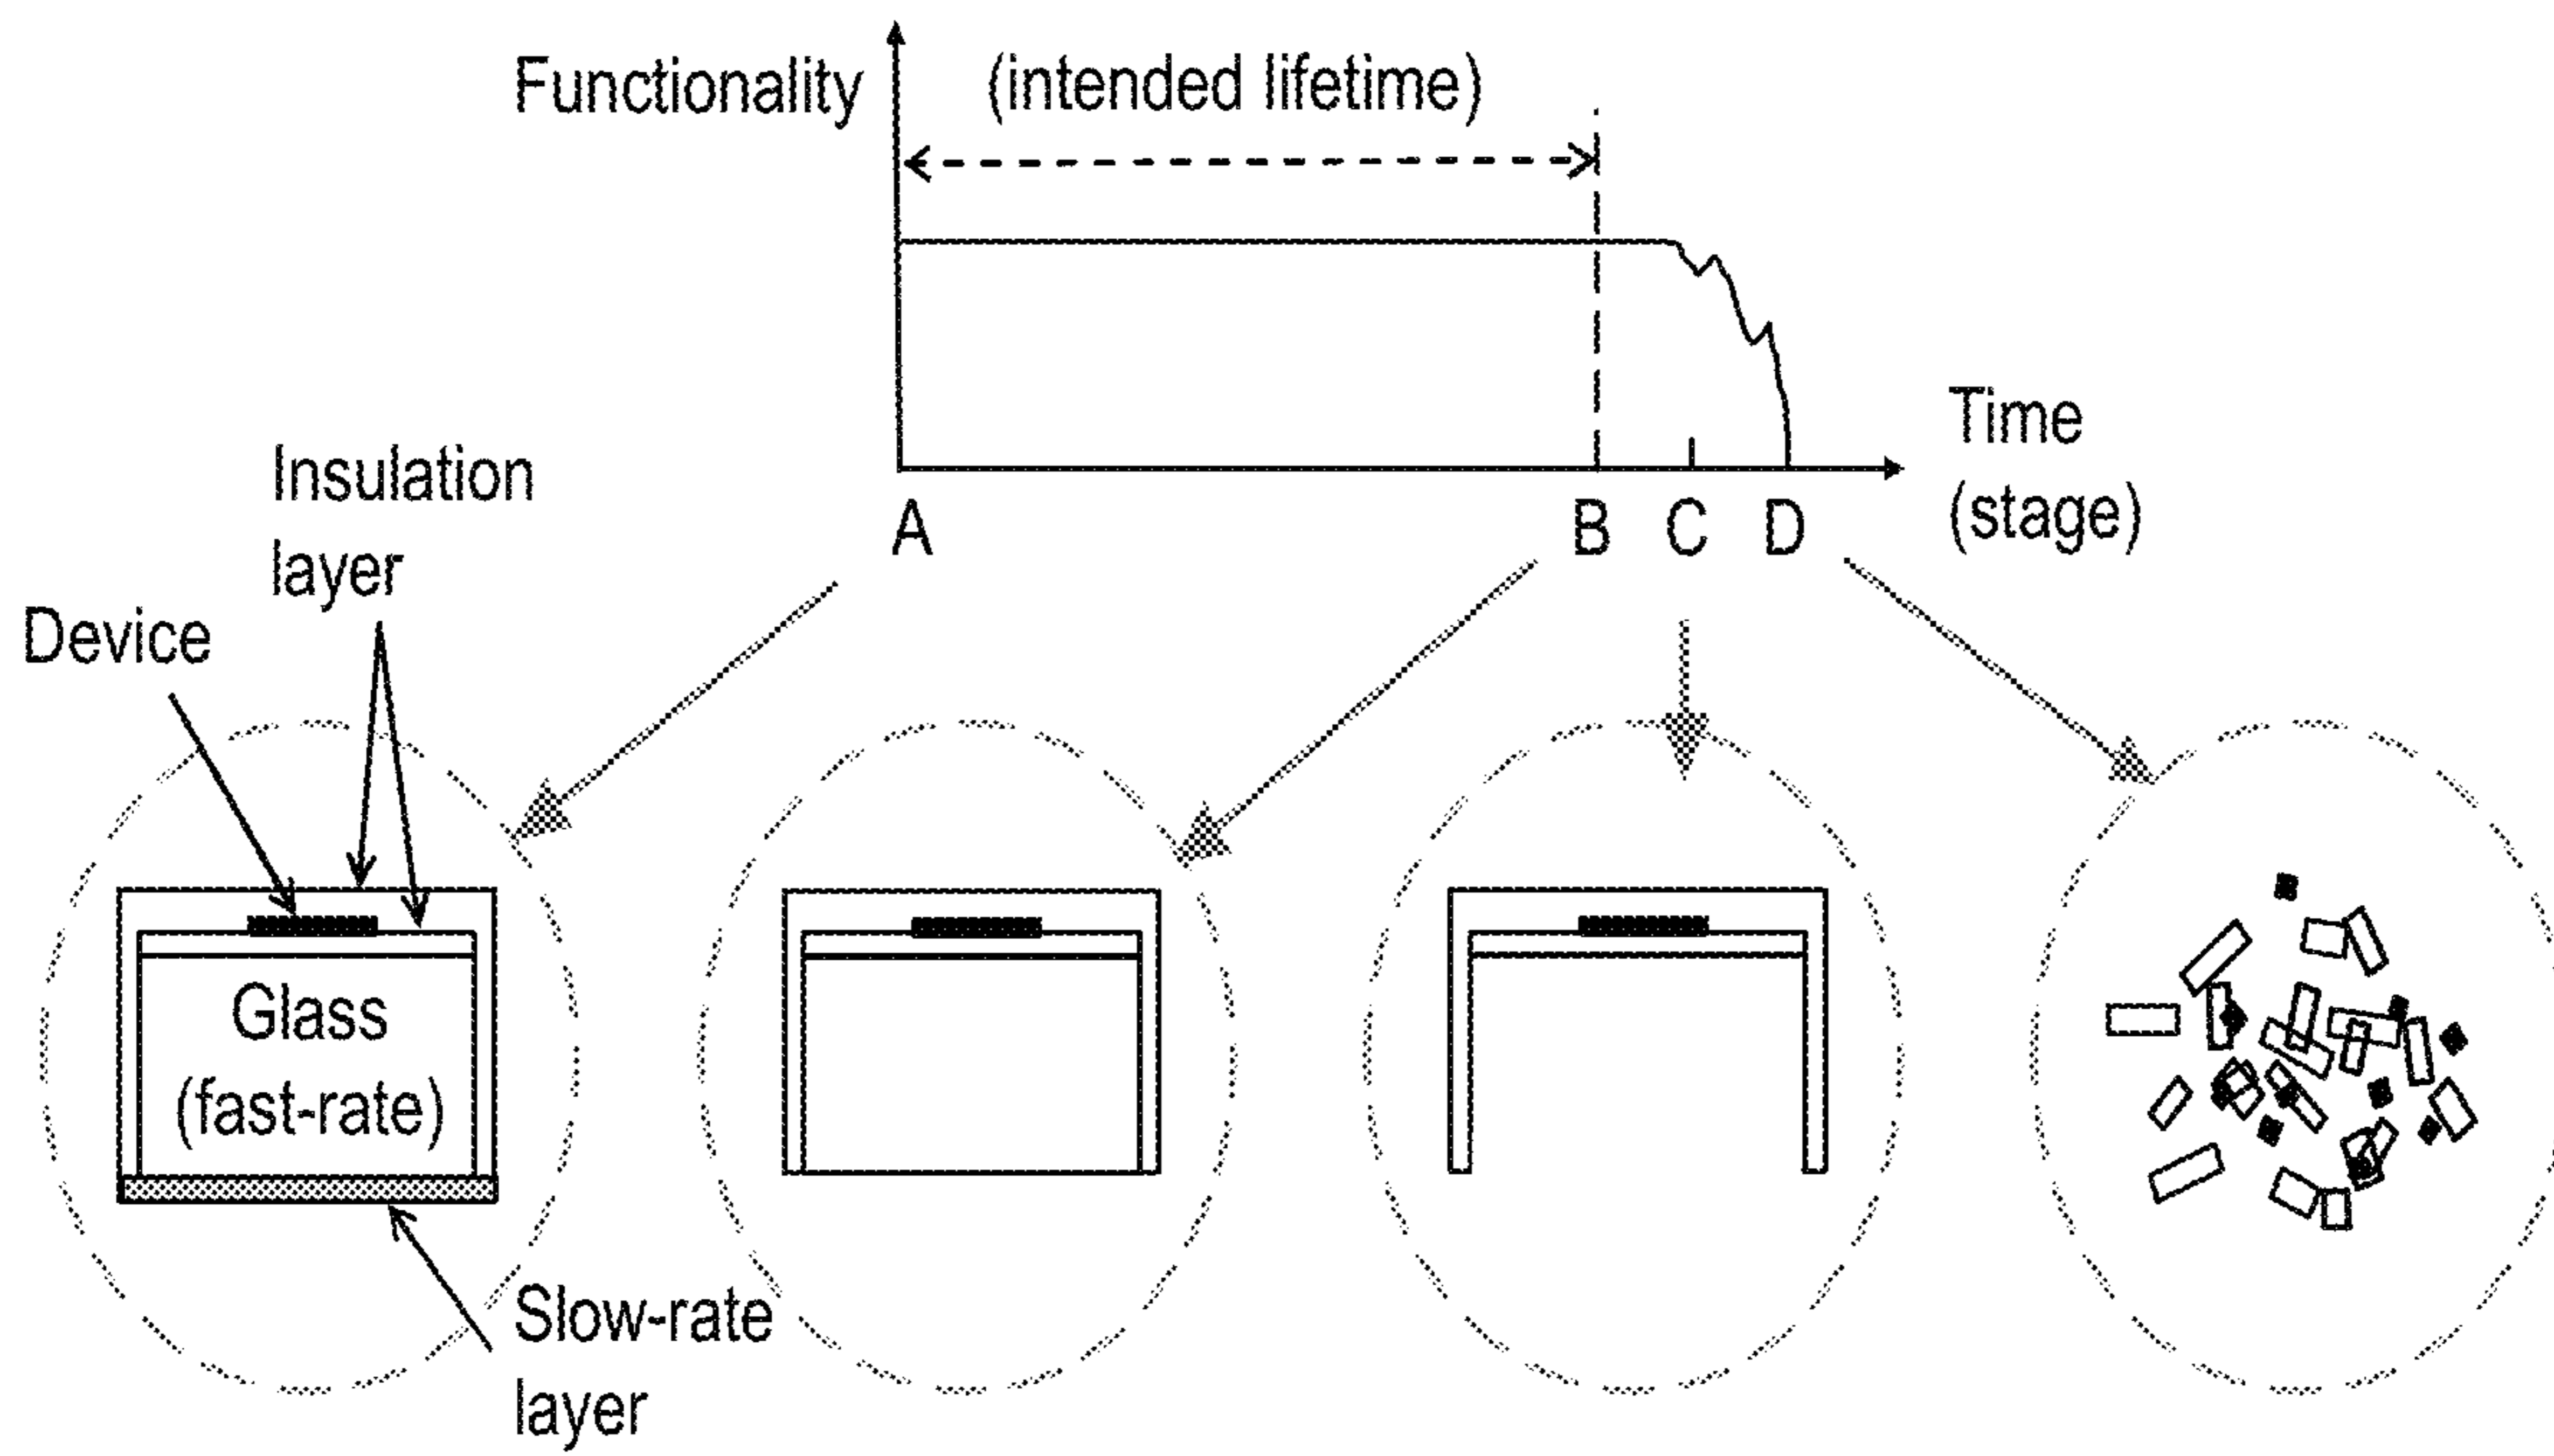 Functionality
(intended lifetime)
Time
(stage)
A
B
C
D
Insulation
layer
Device
Glass
(fast-rate)
Slow-rate
layer